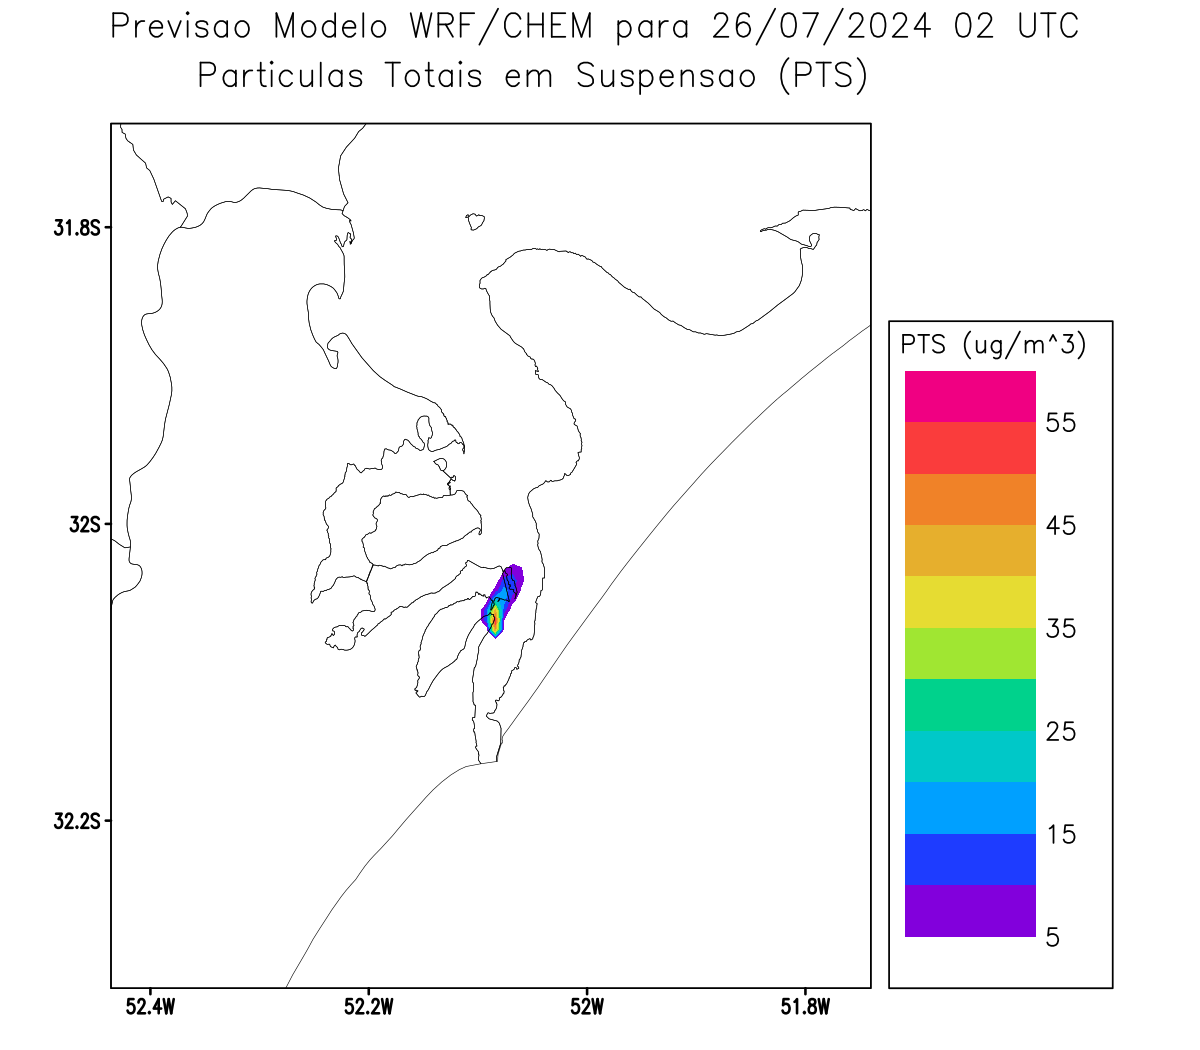 Previsao Modelo WRF/CHEM para 26/07/2024 02 UTC
Particulas Totais em Suspensao (PTS)
31.8S
32S
32.2S
52.4W
52.2W
52W
51.8W
PTS (ug/m^3)
55
45
35
25
15
5